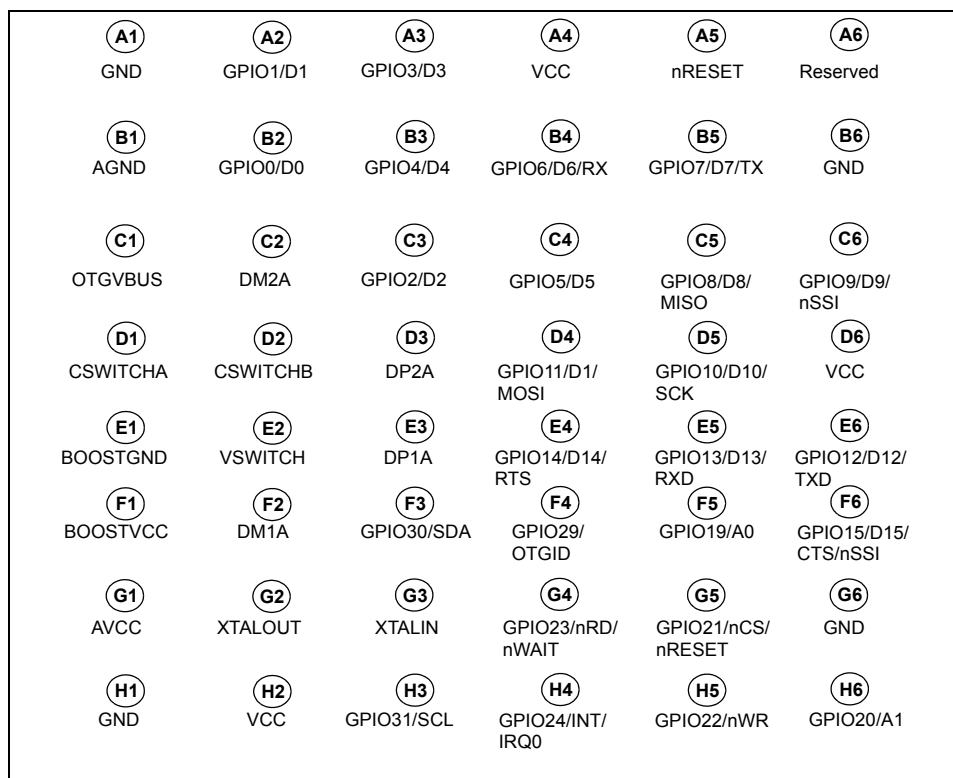 A1 A2 A3 A4 A5 A6
GND GPIO1/D1 GPIO3/D3 VCC nRESET Reserved
B1 B2 B3 B4 B5 B6
AGND GPIO0/D0 GPIO4/D4 GPIO6/D6/RX GPIO7/D7/TX GND
C1 C2 C3 C4 C5 C6
OTGVBUS DM2A GPIO2/D2 GPIO5/D5 GPIO8/D8/ GPIO9/D9/
MISO nSSI
D1 D2 D3 D4 D5 D6
CSWITCHA CSWITCHB DP2A GPIO11/D1/ GPIO10/D10/ VCC
MOSI SCK
E1 E2 E3 E4 E5 E6
BOOSTGND VSWITCH DP1A GPIO14/D14/ GPIO13/D13/ GPIO12/D12/
RTS RXD TXD
F1 F2 F3 F4 F5 F6
BOOSTVCC DM1A GPIO30/SDA GPIO29/ GPIO19/A0 GPIO15/D15/
OTGID CTS/nSSI
G1 G2 G3 G4 G5 G6
AVCC XTALOUT XTALIN GPIO23/nRD/ GPIO21/nCS/ GND
nWAIT nRESET
H1 H2 H3 H4 H5 H6
GND VCC GPIO31/SCL GPIO24/INT/ GPIO22/nWR GPIO20/A1
IRQ0